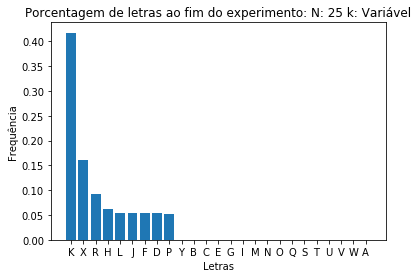 Porcentagem de letras ao fim do experimento: N: 25 k: Variável
Frequência
0.40
0.35
0.30
0.25
0.20
0.15
0.10
0.05
0.00
K X R H L J F D P Y B C E G I M N O Q S T U V W A
Letras